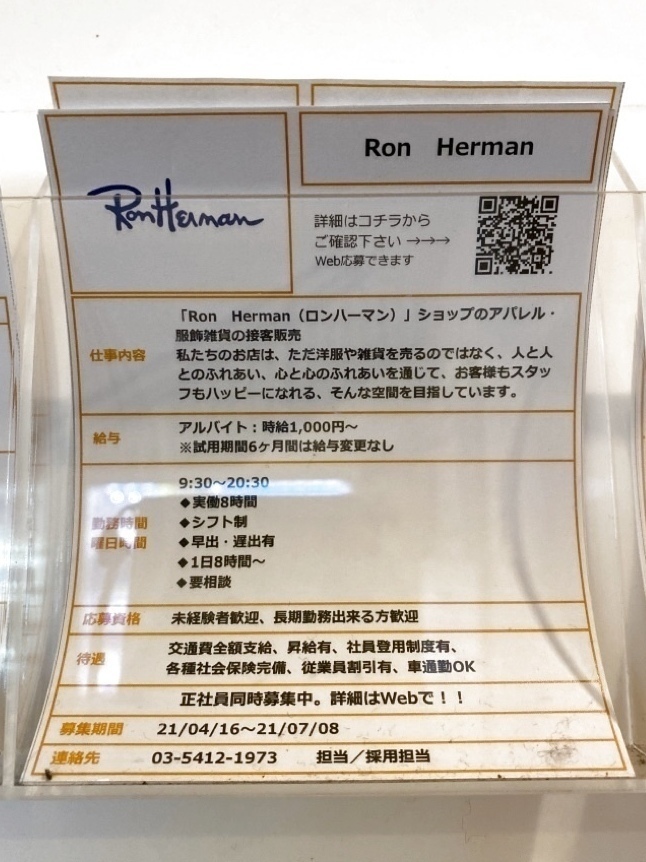 Ron Herman
Ron Herman
詳細はコチラから
ご確認下さい →→→
Web応募できます
仕事内容
「Ron Herman（ロンハーマン）」ショップのアパレル・
服飾雑貨の接客販売
私たちのお店は、ただ洋服や雑貨を売るのではなく、人と人
とのふれあい、心と心のふれあいを通じて、お客様もスタッ
フもハッピーになれる、そんな空間を目指しています。
給与
アルバイト：時給1,000円～
※試用期間6ヶ月間は給与変更なし
勤務時間
曜日時間
9:30～20:30
◆実働8時間
◆シフト制
◆早出・遅出有
◆1日8時間～
◆要相談
応募資格
未経験者歓迎、長期勤務出来る方歓迎
待遇
交通費全額支給、昇給有、社員登用制度有、
各種社会保険完備、従業員割引有、車通勤OK
正社員同時募集中。詳細はWebで！！
募集期間
21/04/16～21/07/08
連絡先
03-5412-1973 担当／採用担当